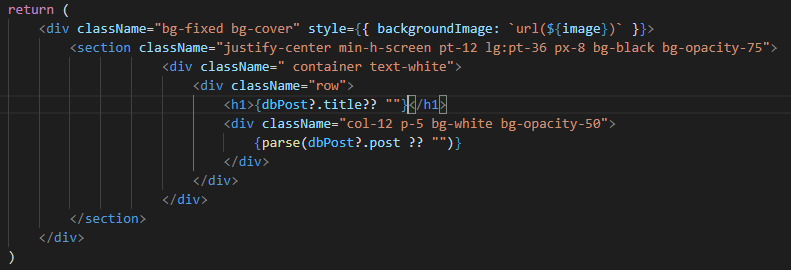 return (
<div className="bg-fixed bg-cover" style={{ backgroundImage: `url(${image})` }}>
<section className="justify-center min-h-screen pt-12 lg:pt-36 px-8 bg-black bg-opacity-75">
<div className=" container text-white">
<div className="row">
<h1>{dbPost?.title?? ""}</h1>
<div className="col-12 p-5 bg-white bg-opacity-50">
{parse(dbPost?.post ?? "")}
</div>
</div>
</div>
</section>
</div>
)